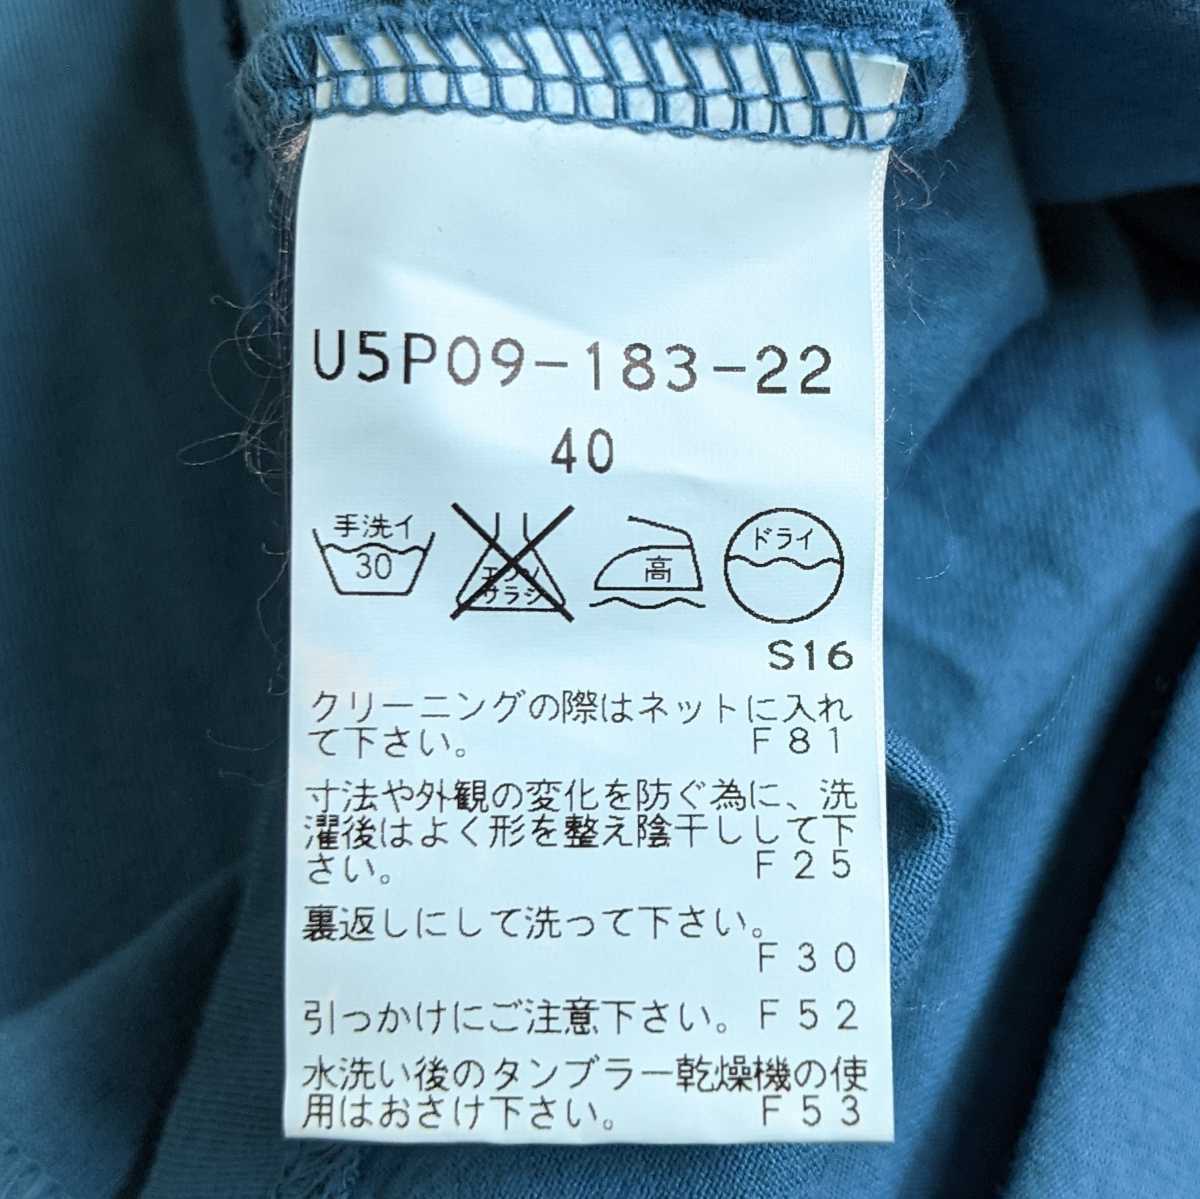 U5P09-183-22
40
手洗イ
30
エンソ
サラシ
高
ドライ
S16
クリーニングの際はネットに入れ
て下さい。 F81
寸法や外観の変化を防ぐ為に、洗
濯後はよく形を整え陰干しして下
さい。 F25
裏返しにして洗って下さい。
F30
引っかけにご注意下さい。F52
水洗い後のタンブラー乾燥機の使
用はおさけ下さい。 F53